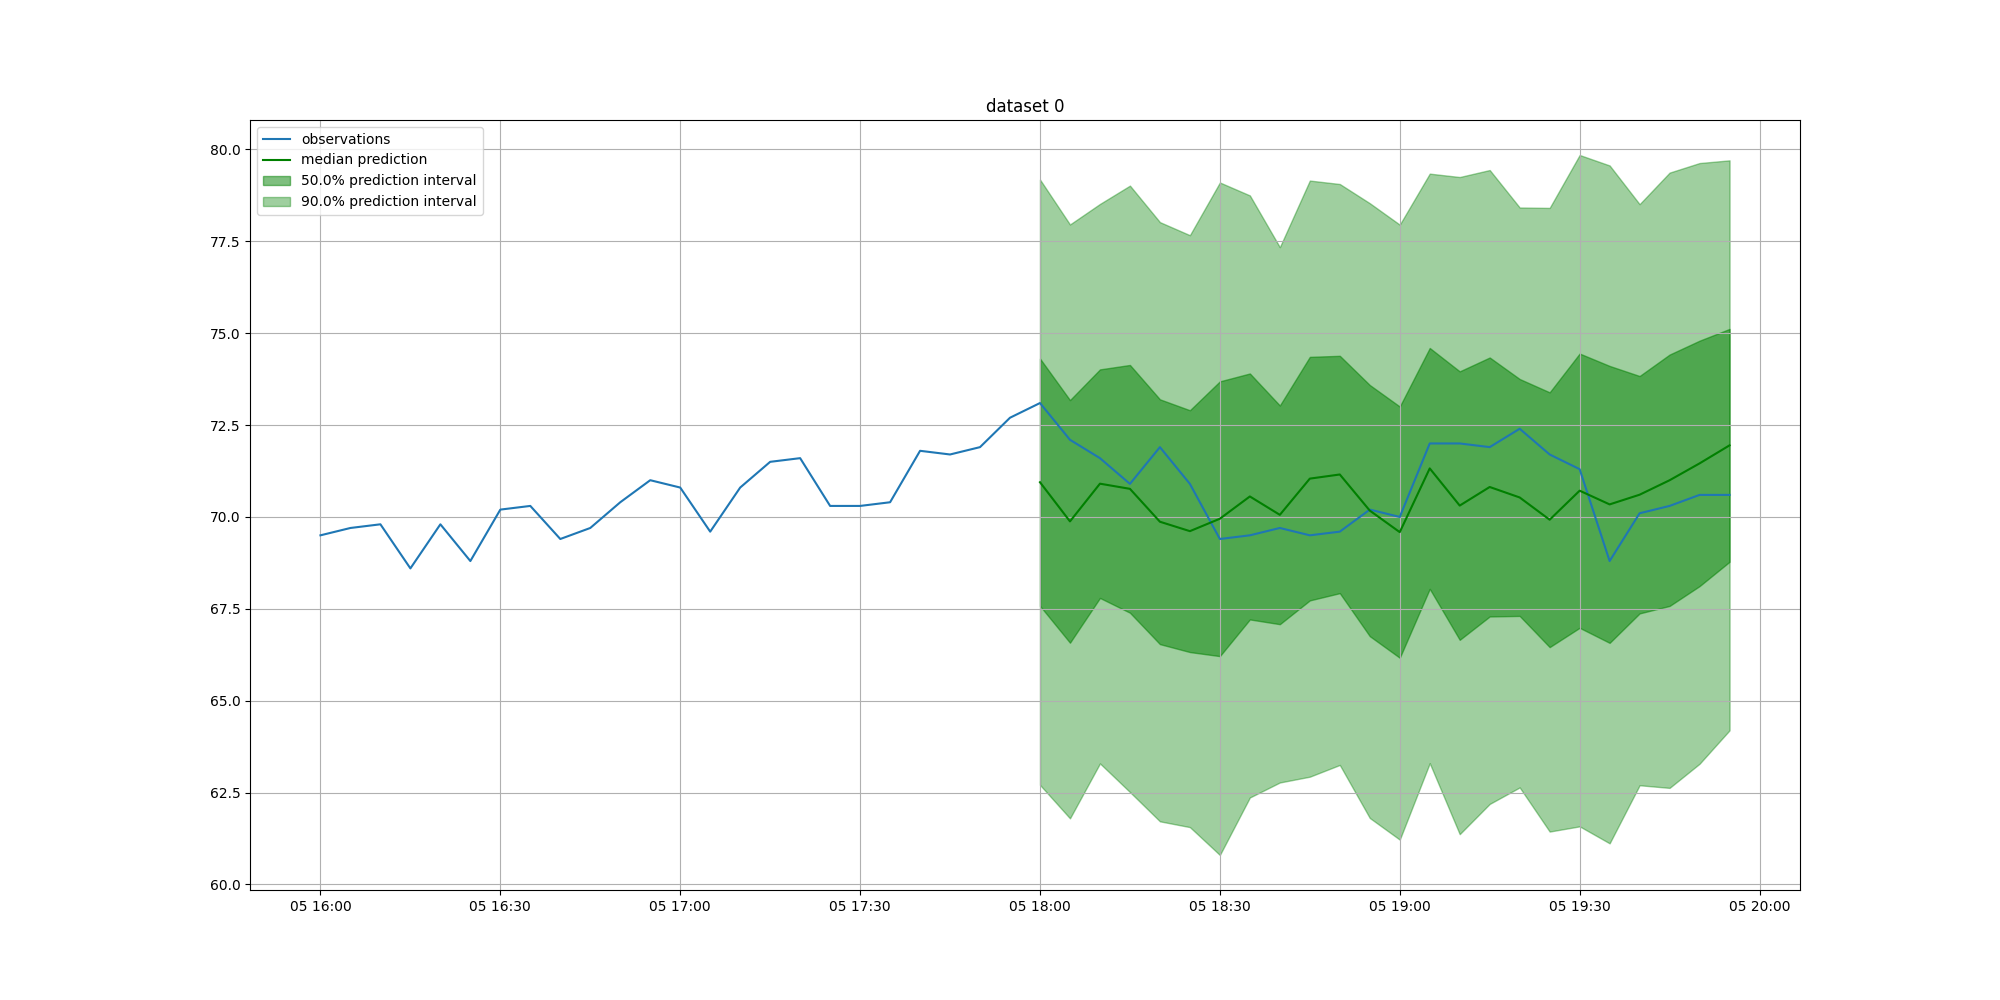 dataset 0
observations
median prediction
50.0% prediction interval
90.0% prediction interval
80.0
77.5
75.0
72.5
70.0
67.5
65.0
62.5
60.0
05 16:00 05 16:30 05 17:00 05 17:30 05 18:00 05 18:30 05 19:00 05 19:30 05 20:00